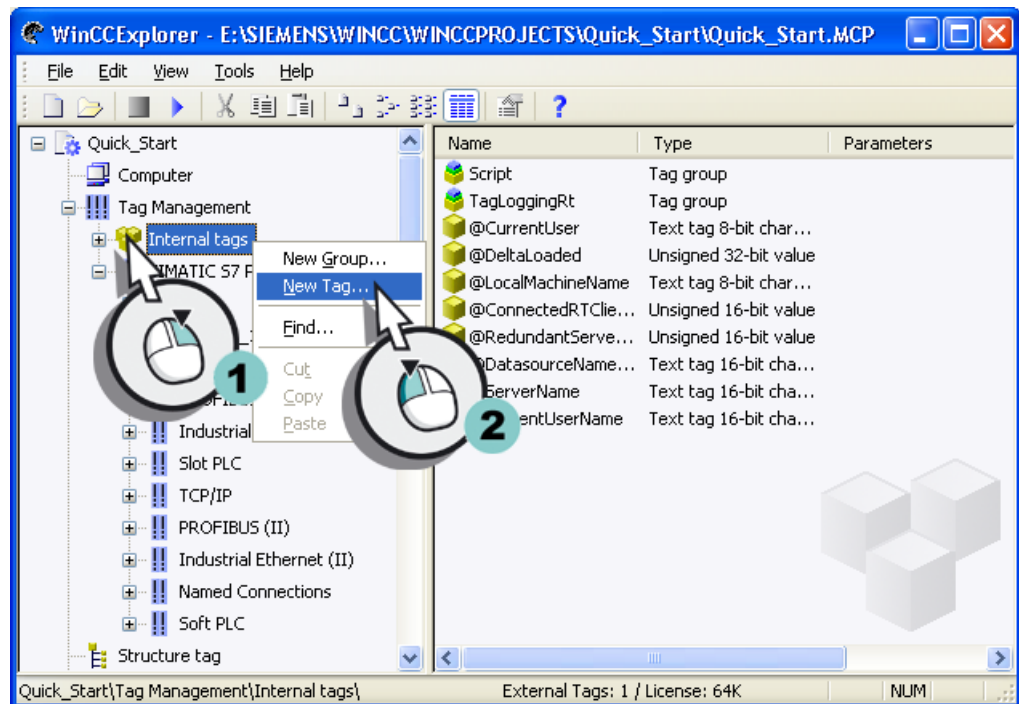 WinCCExplorer - E:\SIEMENS\WINCC\WINCCPROJECTS\Quick_Start\Quick_Start.MCP
File Edit View Tools Help
Quick_Start
Computer
Tag Management
Internal tags
IMATIC S7 P
Industrial
Slot PLC
TCP/IP
PROFIBUS (II)
Industrial Ethernet (II)
Named Connections
Soft PLC
Structure tag
New Group...
New Tag...
Find...
Cut
Copy
Paste
1
2
Name Type Parameters
Script Tag group
TagLoggingRt Tag group
@CurrentUser Text tag 8-bit char...
@DeltaLoaded Unsigned 32-bit value
@LocalMachineName Text tag 8-bit char...
@ConnectedRTClie... Unsigned 16-bit value
@RedundantServe... Unsigned 16-bit value
DatasourceName... Text tag 16-bit cha...
ServerName Text tag 16-bit cha...
entUserName Text tag 16-bit cha...
Quick_Start\Tag Management\Internal tags\ External Tags: 1 / License: 64K NUM